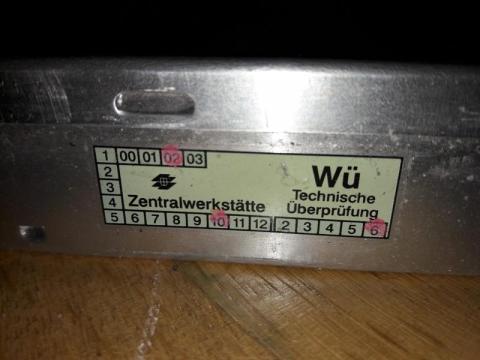 1 00 01 02 03
2
3
4
5 6 7 8 9 10 11 12 2 3 4 5 6
Zentralwerkstätte
Wü
Technische
Überprüfung